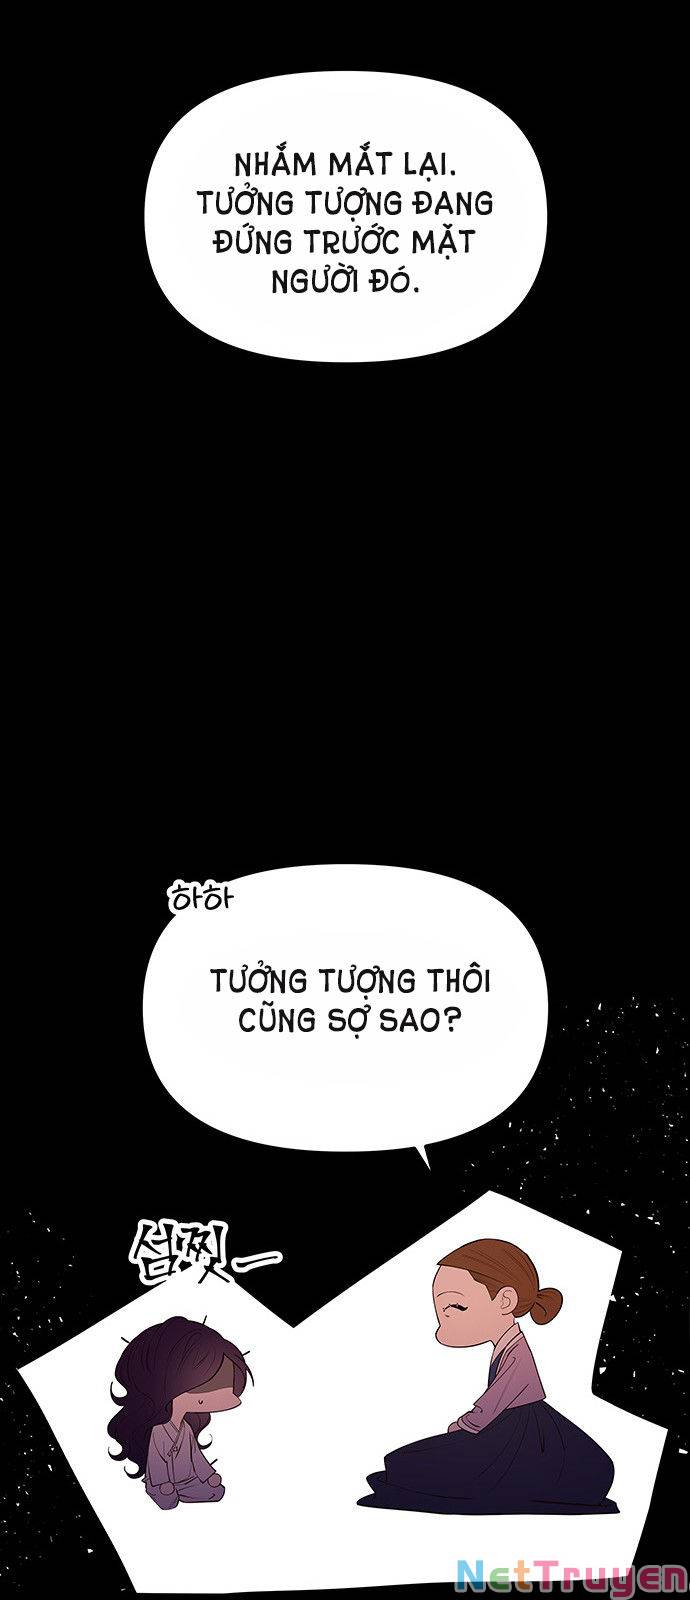 NHẮM MẮT LẠI.
TƯỞNG TƯỢNG ĐANG
ĐỨNG TRƯỚC MẶT
NGƯỜI ĐÓ.
하하
TƯỞNG TƯỢNG THÔI
CŨNG SỢ SAO?
섬찟ㅡ
NetTruyen